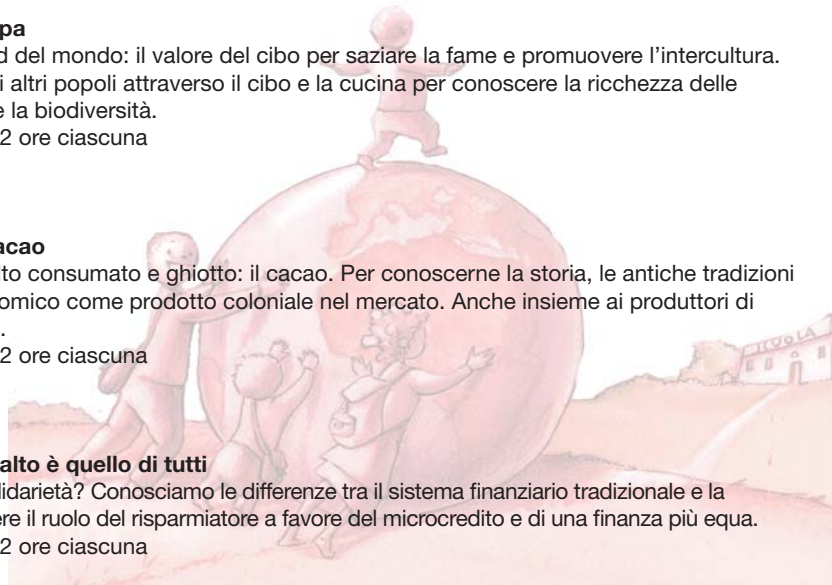 pa
d del mondo: il valore del cibo per saziare la fame e promuovere l’intercultura.
i altri popoli attraverso il cibo e la cucina per conoscere la ricchezza delle
e la biodiversità.
2 ore ciascuna
acao
to consumato e ghiotto: il cacao. Per conoscerne la storia, le antiche tradizioni
omico come prodotto coloniale nel mercato. Anche insieme ai produttori di
.
2 ore ciascuna
SCUOLA
alto è quello di tutti
lidarietà? Conosciamo le differenze tra il sistema finanziario tradizionale e la
ere il ruolo del risparmiatore a favore del microcredito e di una finanza più equa.
2 ore ciascuna